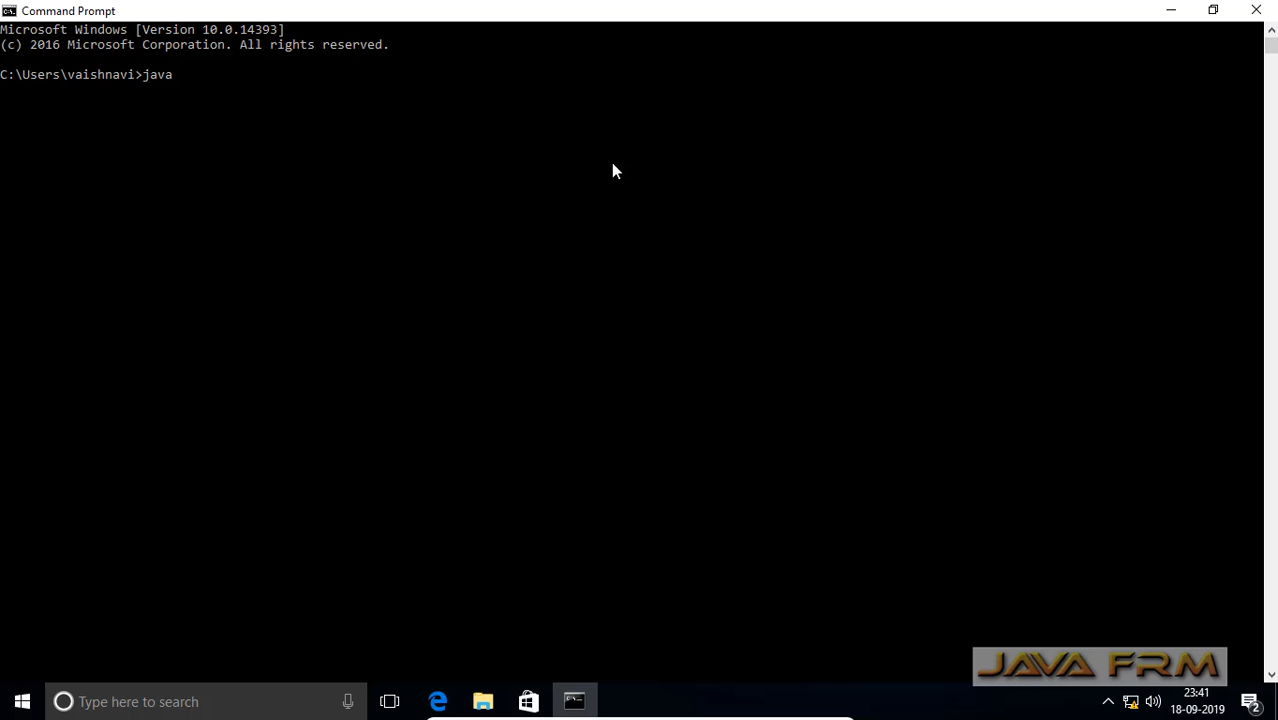 Command Prompt
Microsoft Windows [Version 10.0.14393]
(c) 2016 Microsoft Corporation. All rights reserved.
C:\Users\vaishnavi>java
JAVA FRM
Type here to search
23:41
18-09-2019
2